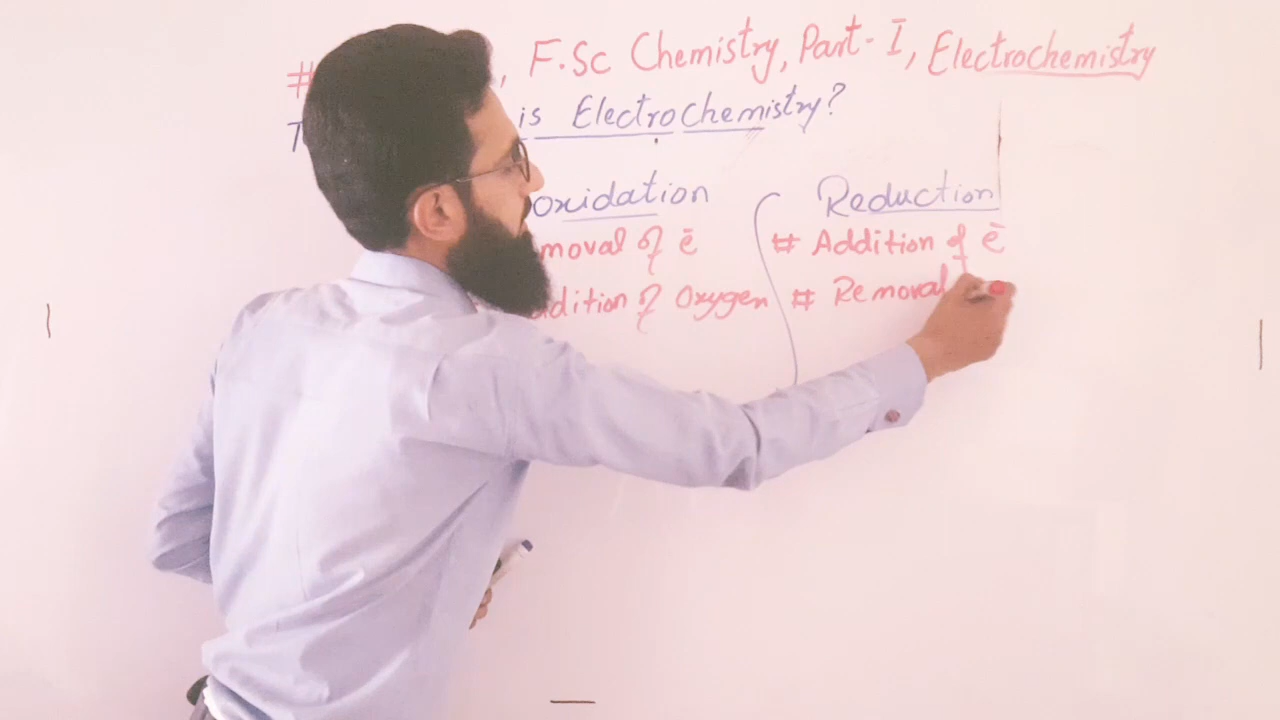 # , F.Sc Chemistry, Part-I, Electrochemistry
is Electrochemistry?
oxidation Reduction
moval of ē # Addition of ē
dition of Oxygen # Removal